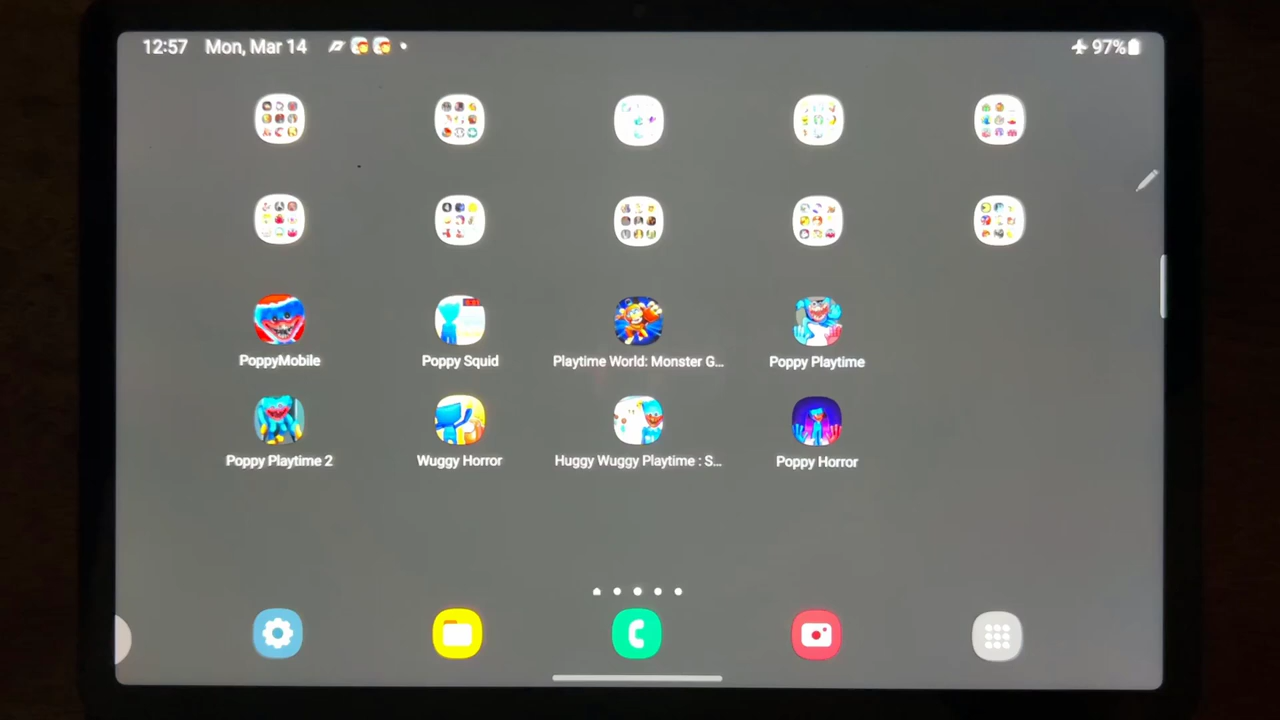 12:57 Mon, Mar 14 97%
PoppyMobile Poppy Squid Playtime World: Monster G... Poppy Playtime
Poppy Playtime 2 Wuggy Horror Huggy Wuggy Playtime : S... Poppy Horror